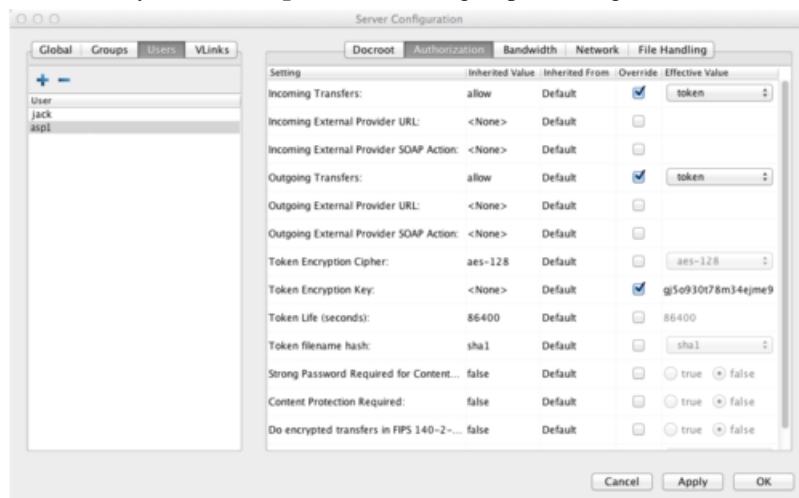 Server Configuration
Global Groups Users VLinks
Docroot Authorization Bandwidth Network File Handling
User
jack
asp1
Setting Inherited Value Inherited From Override Effective Value
Incoming Transfers: allow Default token
Incoming External Provider URL: <None> Default
Incoming External Provider SOAP Action: <None> Default
Outgoing Transfers: allow Default token
Outgoing External Provider URL: <None> Default
Outgoing External Provider SOAP Action: <None> Default
Token Encryption Cipher: aes-128 Default aes-128
Token Encryption Key: <None> Default gj5o930t78m34ejme9
Token Life (seconds): 86400 Default 86400
Token filename hash: sha1 Default sha1
Strong Password Required for Content... false Default true false
Content Protection Required: false Default true false
Do encrypted transfers in FIPS 140-2-... false Default true false
Cancel Apply OK